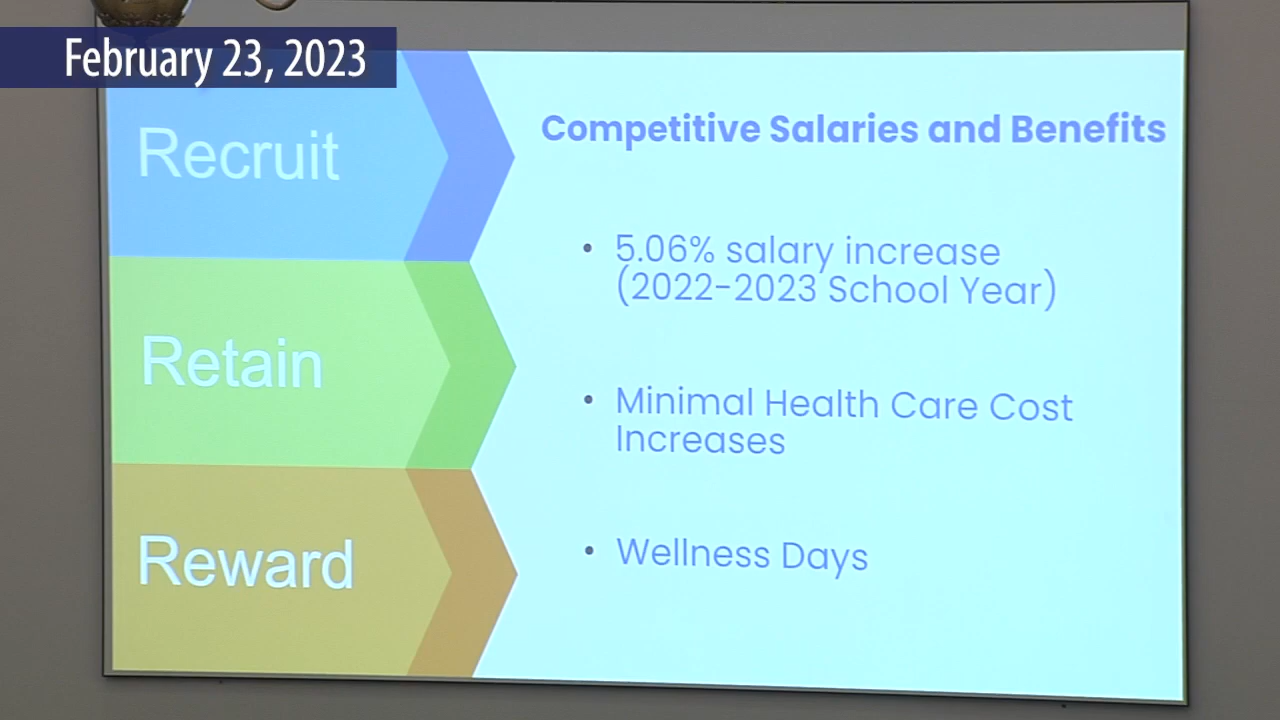 February 23, 2023
Recruit
Retain
Reward
Competitive Salaries and Benefits
• 5.06% salary increase
(2022-2023 School Year)
• Minimal Health Care Cost
Increases
• Wellness Days